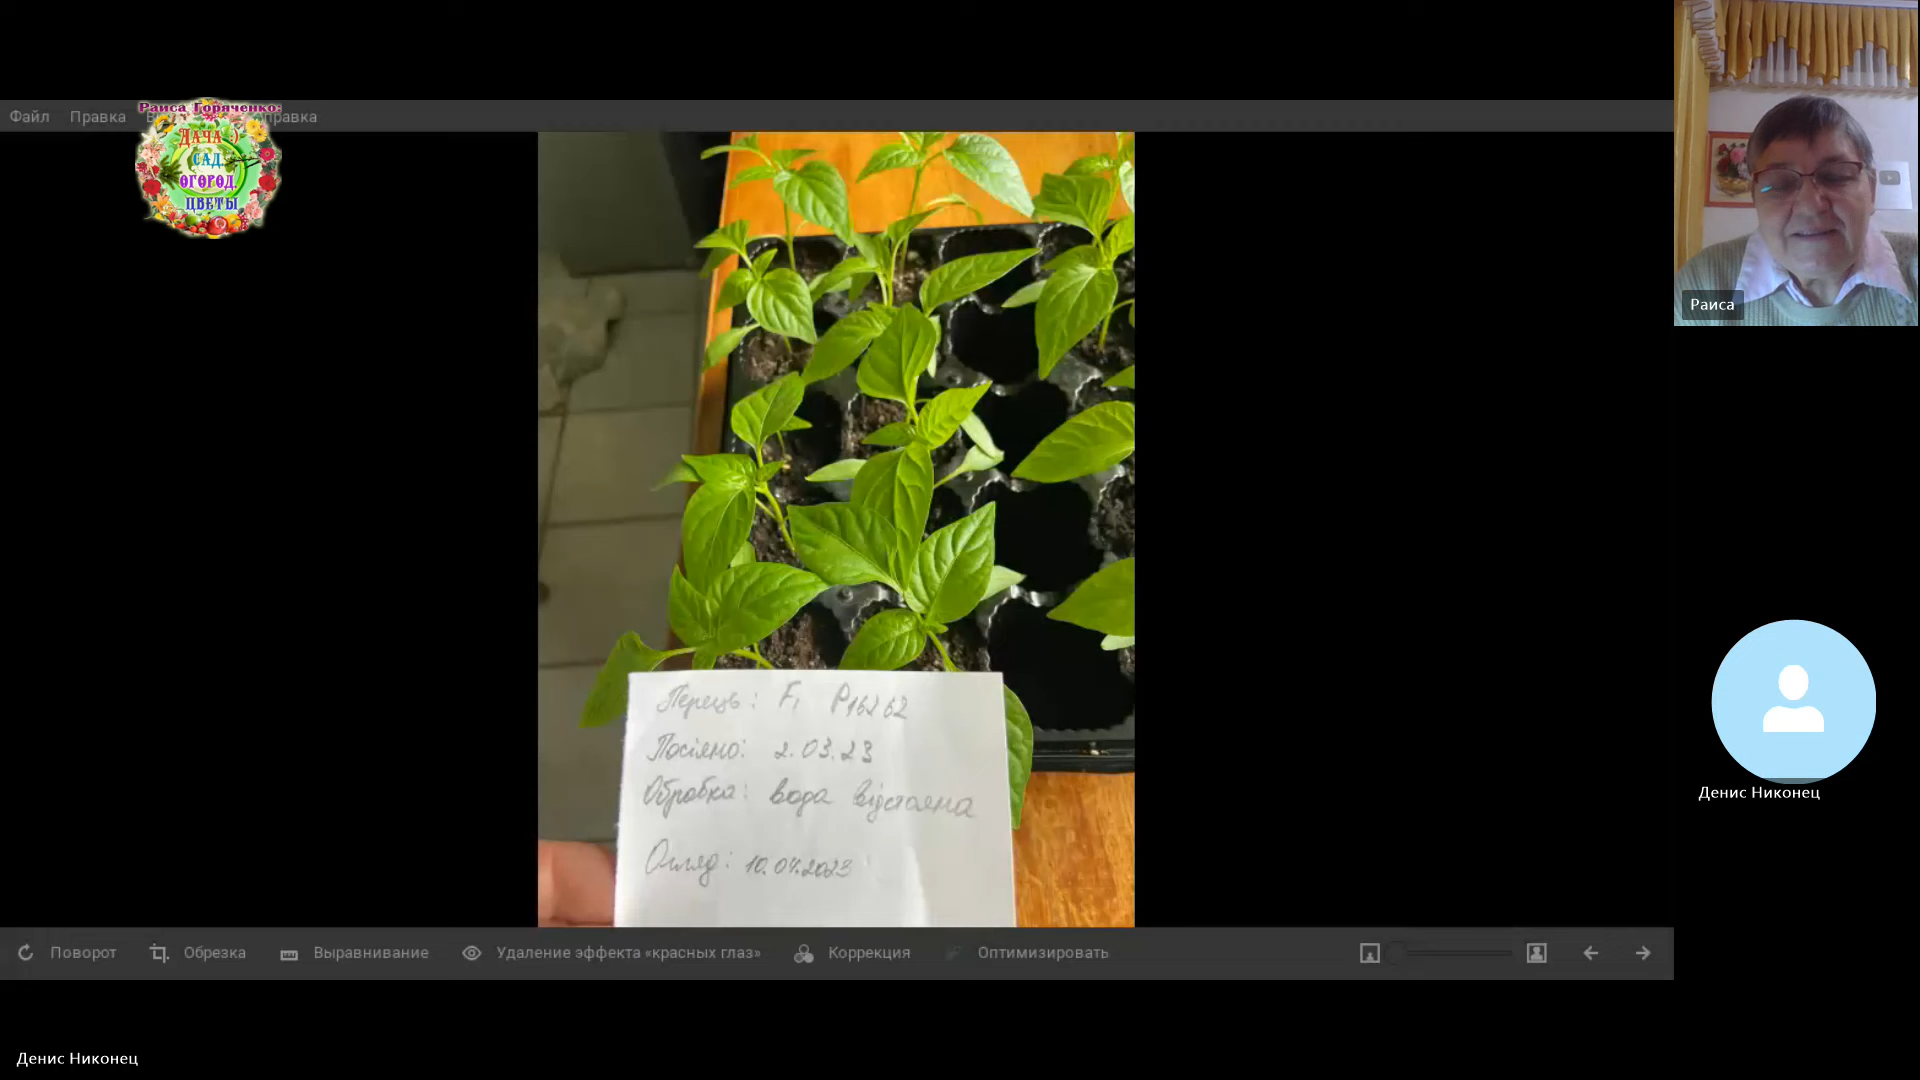 Файл Правка
Раиса Горяченко:
Дача :)
САД.
ОГОРОД.
ЦВЕТЫ
Раиса
Перець: F1 P16262
Посіяно: 2.03.23
Обробка: вода відстояна
Огляд: 10.04.2023
Денис Никонец
Поворот Обрезка Выравнивание Удаление эффекта «красных глаз» Коррекция Оптимизировать
Денис Никонец